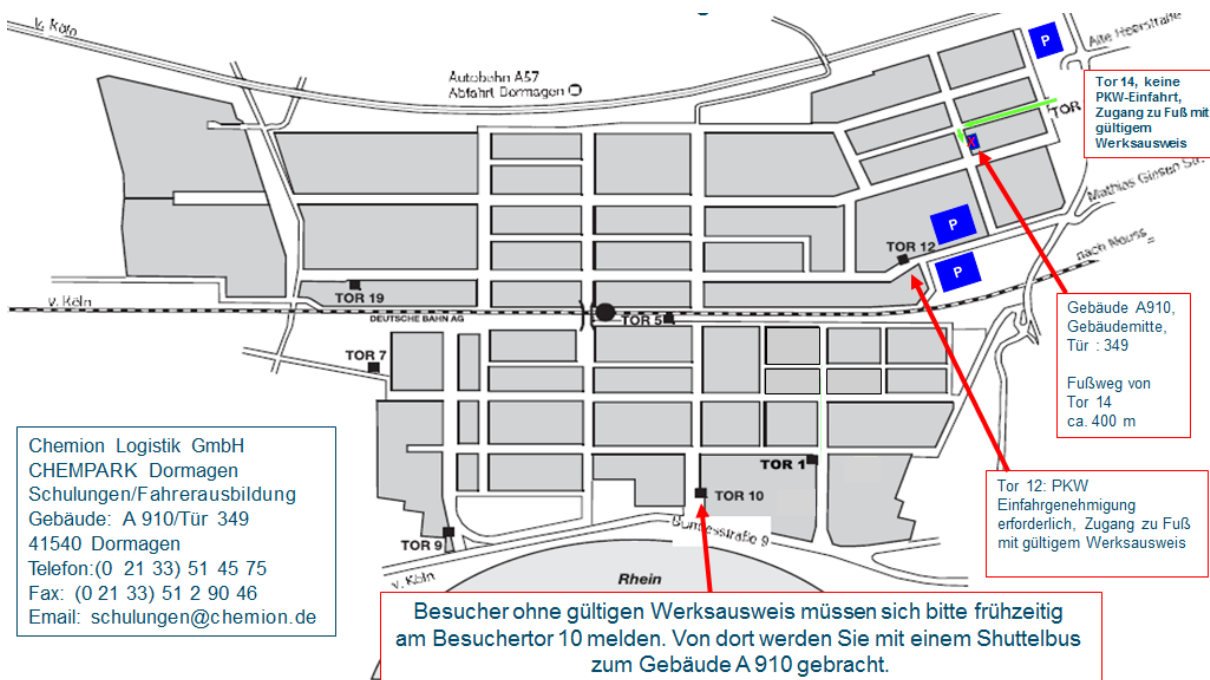 v. Köln
Autobahn A57
Abfahrt Dormagen
P
Alte Heerstraße
Tor 14, keine
PKW-Einfahrt,
Zugang zu Fuß mit
gültigem
Werksausweis
TOR
X
Mathias Giesen Str.
P
TOR 12
nach Neuss
P
v. Köln
TOR 19
DEUTSCHE BAHN AG
TOR 5
TOR 7
Gebäude A910,
Gebäudemitte,
Tür : 349
Fußweg von
Tor 14
ca. 400 m
Chemion Logistik GmbH
CHEMPARK Dormagen
Schulungen/Fahrerausbildung
Gebäude: A 910/Tür 349
41540 Dormagen
Telefon:(0 21 33) 51 45 75
Fax: (0 21 33) 51 2 90 46
Email: schulungen@chemion.de
TOR 1
TOR 10
Tor 12: PKW
Einfahrgenehmigung
erforderlich, Zugang zu Fuß
mit gültigem Werksausweis
TOR 9
Bundesstraße 9
v. Köln
Rhein
Besucher ohne gültigen Werksausweis müssen sich bitte frühzeitig
am Besuchertor 10 melden. Von dort werden Sie mit einem Shuttelbus
zum Gebäude A 910 gebracht.